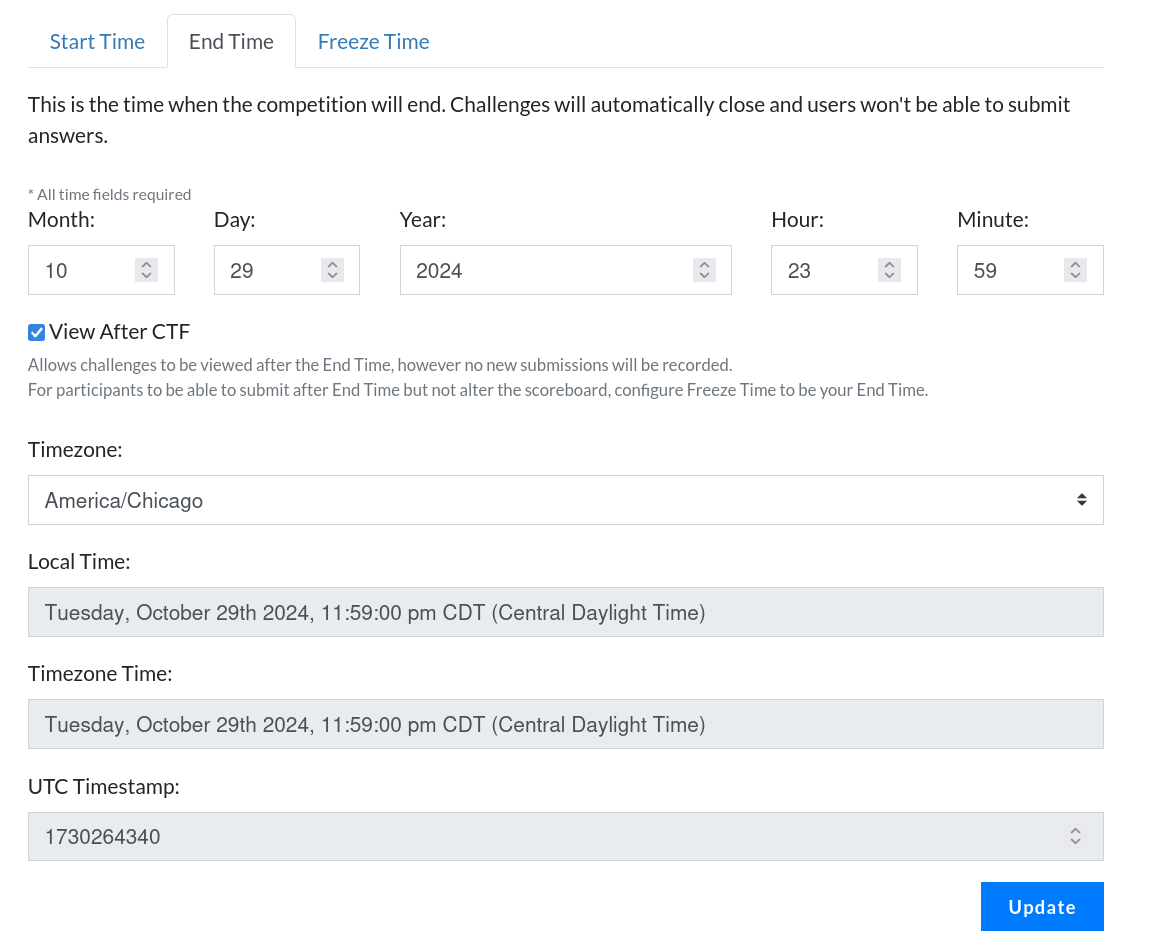 Start Time End Time Freeze Time
This is the time when the competition will end. Challenges will automatically close and users won't be able to submit
answers.
* All time fields required
Month: Day: Year: Hour: Minute:
10 29 2024 23 59
View After CTF
Allows challenges to be viewed after the End Time, however no new submissions will be recorded.
For participants to be able to submit after End Time but not alter the scoreboard, configure Freeze Time to be your End Time.
Timezone:
America/Chicago
Local Time:
Tuesday, October 29th 2024, 11:59:00 pm CDT (Central Daylight Time)
Timezone Time:
Tuesday, October 29th 2024, 11:59:00 pm CDT (Central Daylight Time)
UTC Timestamp:
1730264340
Update